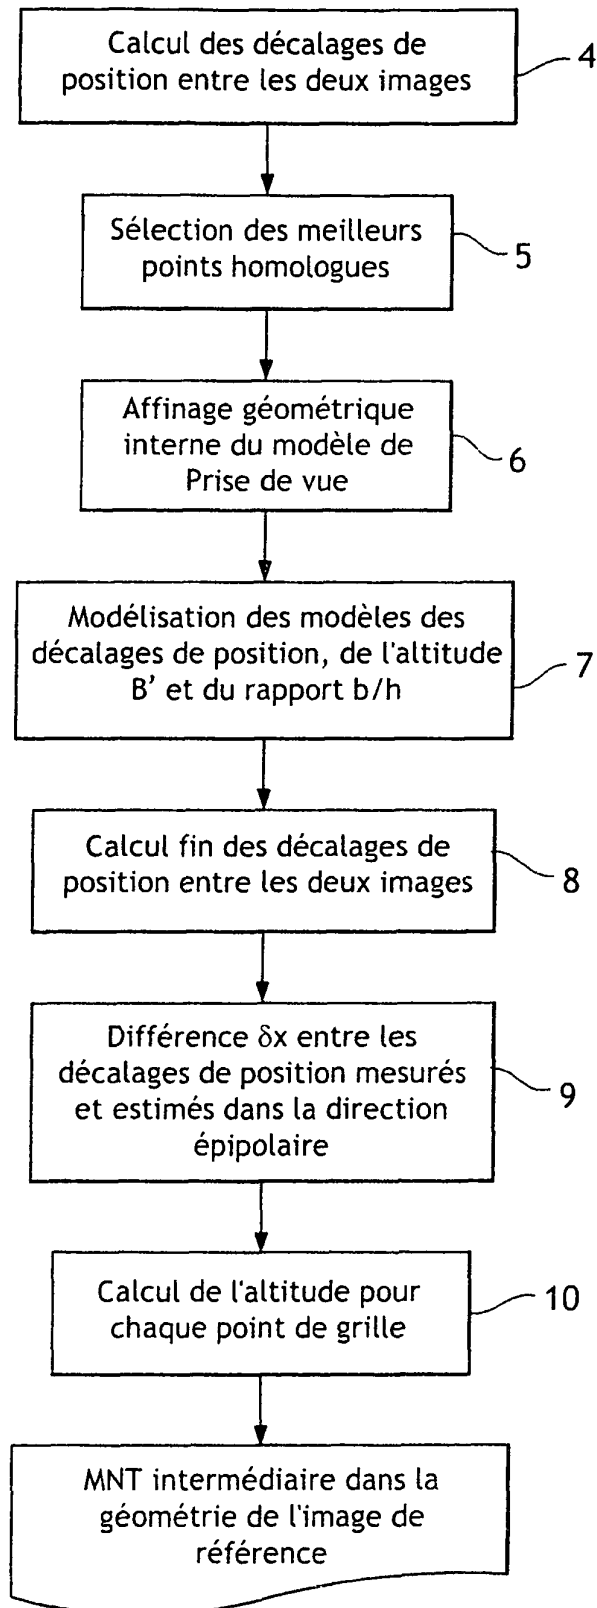 Calcul des décalages de
position entre les deux images
4
Sélection des meilleurs
points homologues
5
Affinage géométrique
interne du modèle de
Prise de vue
6
Modélisation des modèles des
décalages de position, de l'altitude
B' et du rapport b/h
7
Calcul fin des décalages de
position entre les deux images
8
Différence δx entre les
décalages de position mesurés
et estimés dans la direction
épipolaire
9
Calcul de l'altitude pour
chaque point de grille
10
MNT intermédiaire dans la
géométrie de l'image de
référence